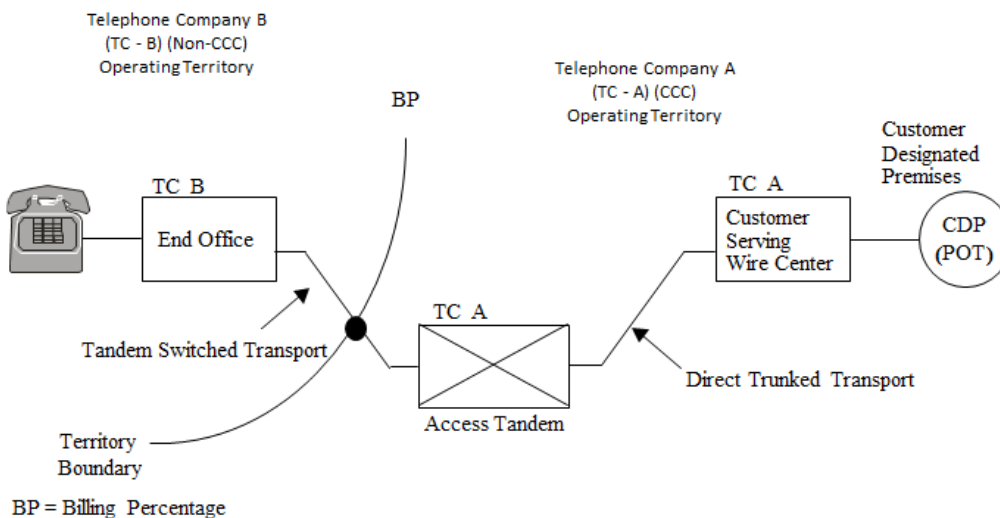 Telephone Company B
(TC - B) (Non-CCC)
Operating Territory
Telephone Company A
(TC - A) (CCC)
Operating Territory
BP
Customer
Designated
Premises
TC B
End Office
TC A
Customer
Serving
Wire Center
CDP
(POT)
TC A
Tandem Switched Transport
Direct Trunked Transport
Access Tandem
Territory
Boundary
BP = Billing Percentage